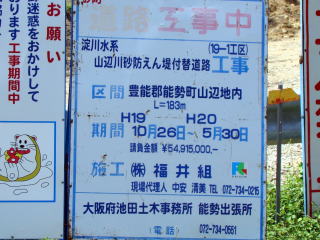 お願い
迷惑をおかけして
おります 工事期間中
道路工事中
淀川水系 (19-1工区)
山辺川砂防えん堤付替道路工事
区間 豊能郡能勢町山辺地内
L=183m
H19 H20
期間 10月26日〜5月30日
請負金額 ¥54,915,000.-
施工 ㈱福井組
現場代理人 中安 清美 TEL 072-734-0215
大阪府池田土木事務所 能勢出張所
(電話) 072-734-0551